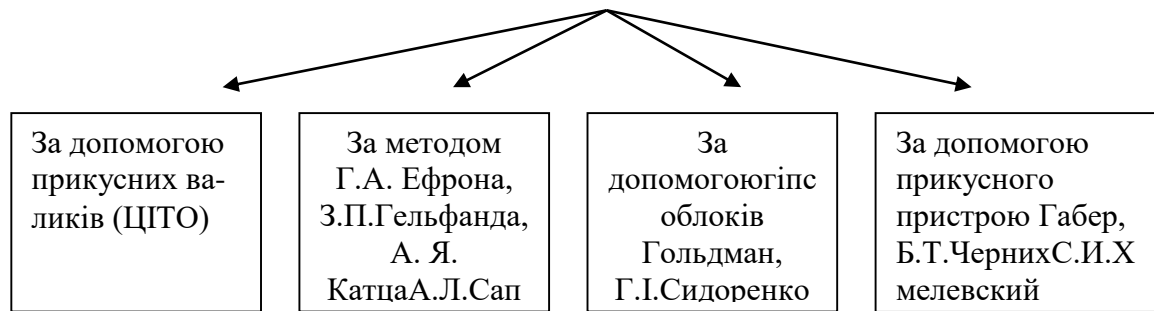 За допомогою
прикусних ва-
ликів (ЦІТО)
За методом
Г.А. Ефрона,
З.П.Гельфанда,
А. Я.
КатцаА.Л.Сап
За
допомогоюгіпс
облоків
Гольдман,
Г.І.Сидоренко
За допомогою
прикусного
пристрою Габер,
Б.Т.ЧернихС.И.Х
мелевский